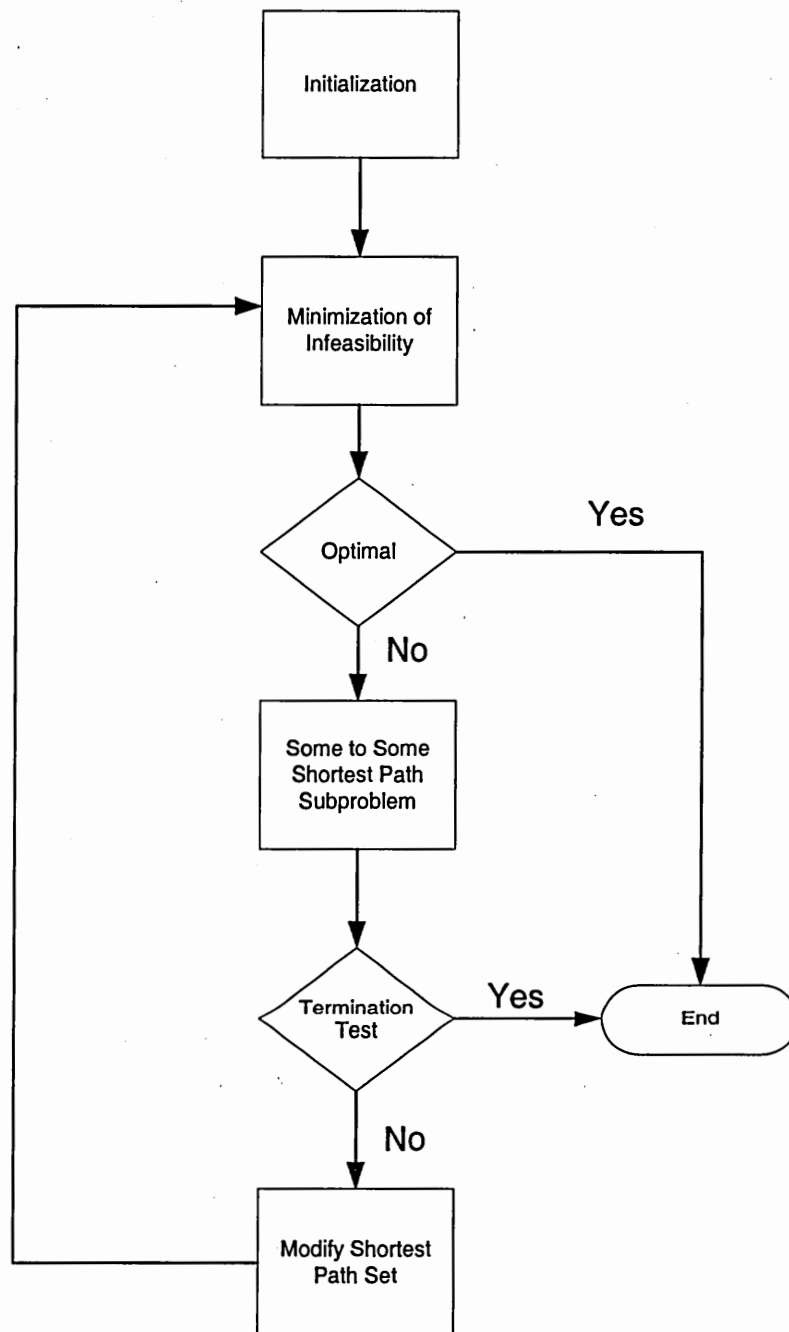 Initialization
Minimization of
Infeasibility
Optimal
Yes
No
Some to Some
Shortest Path
Subproblem
Termination
Test
Yes
End
No
Modify Shortest
Path Set